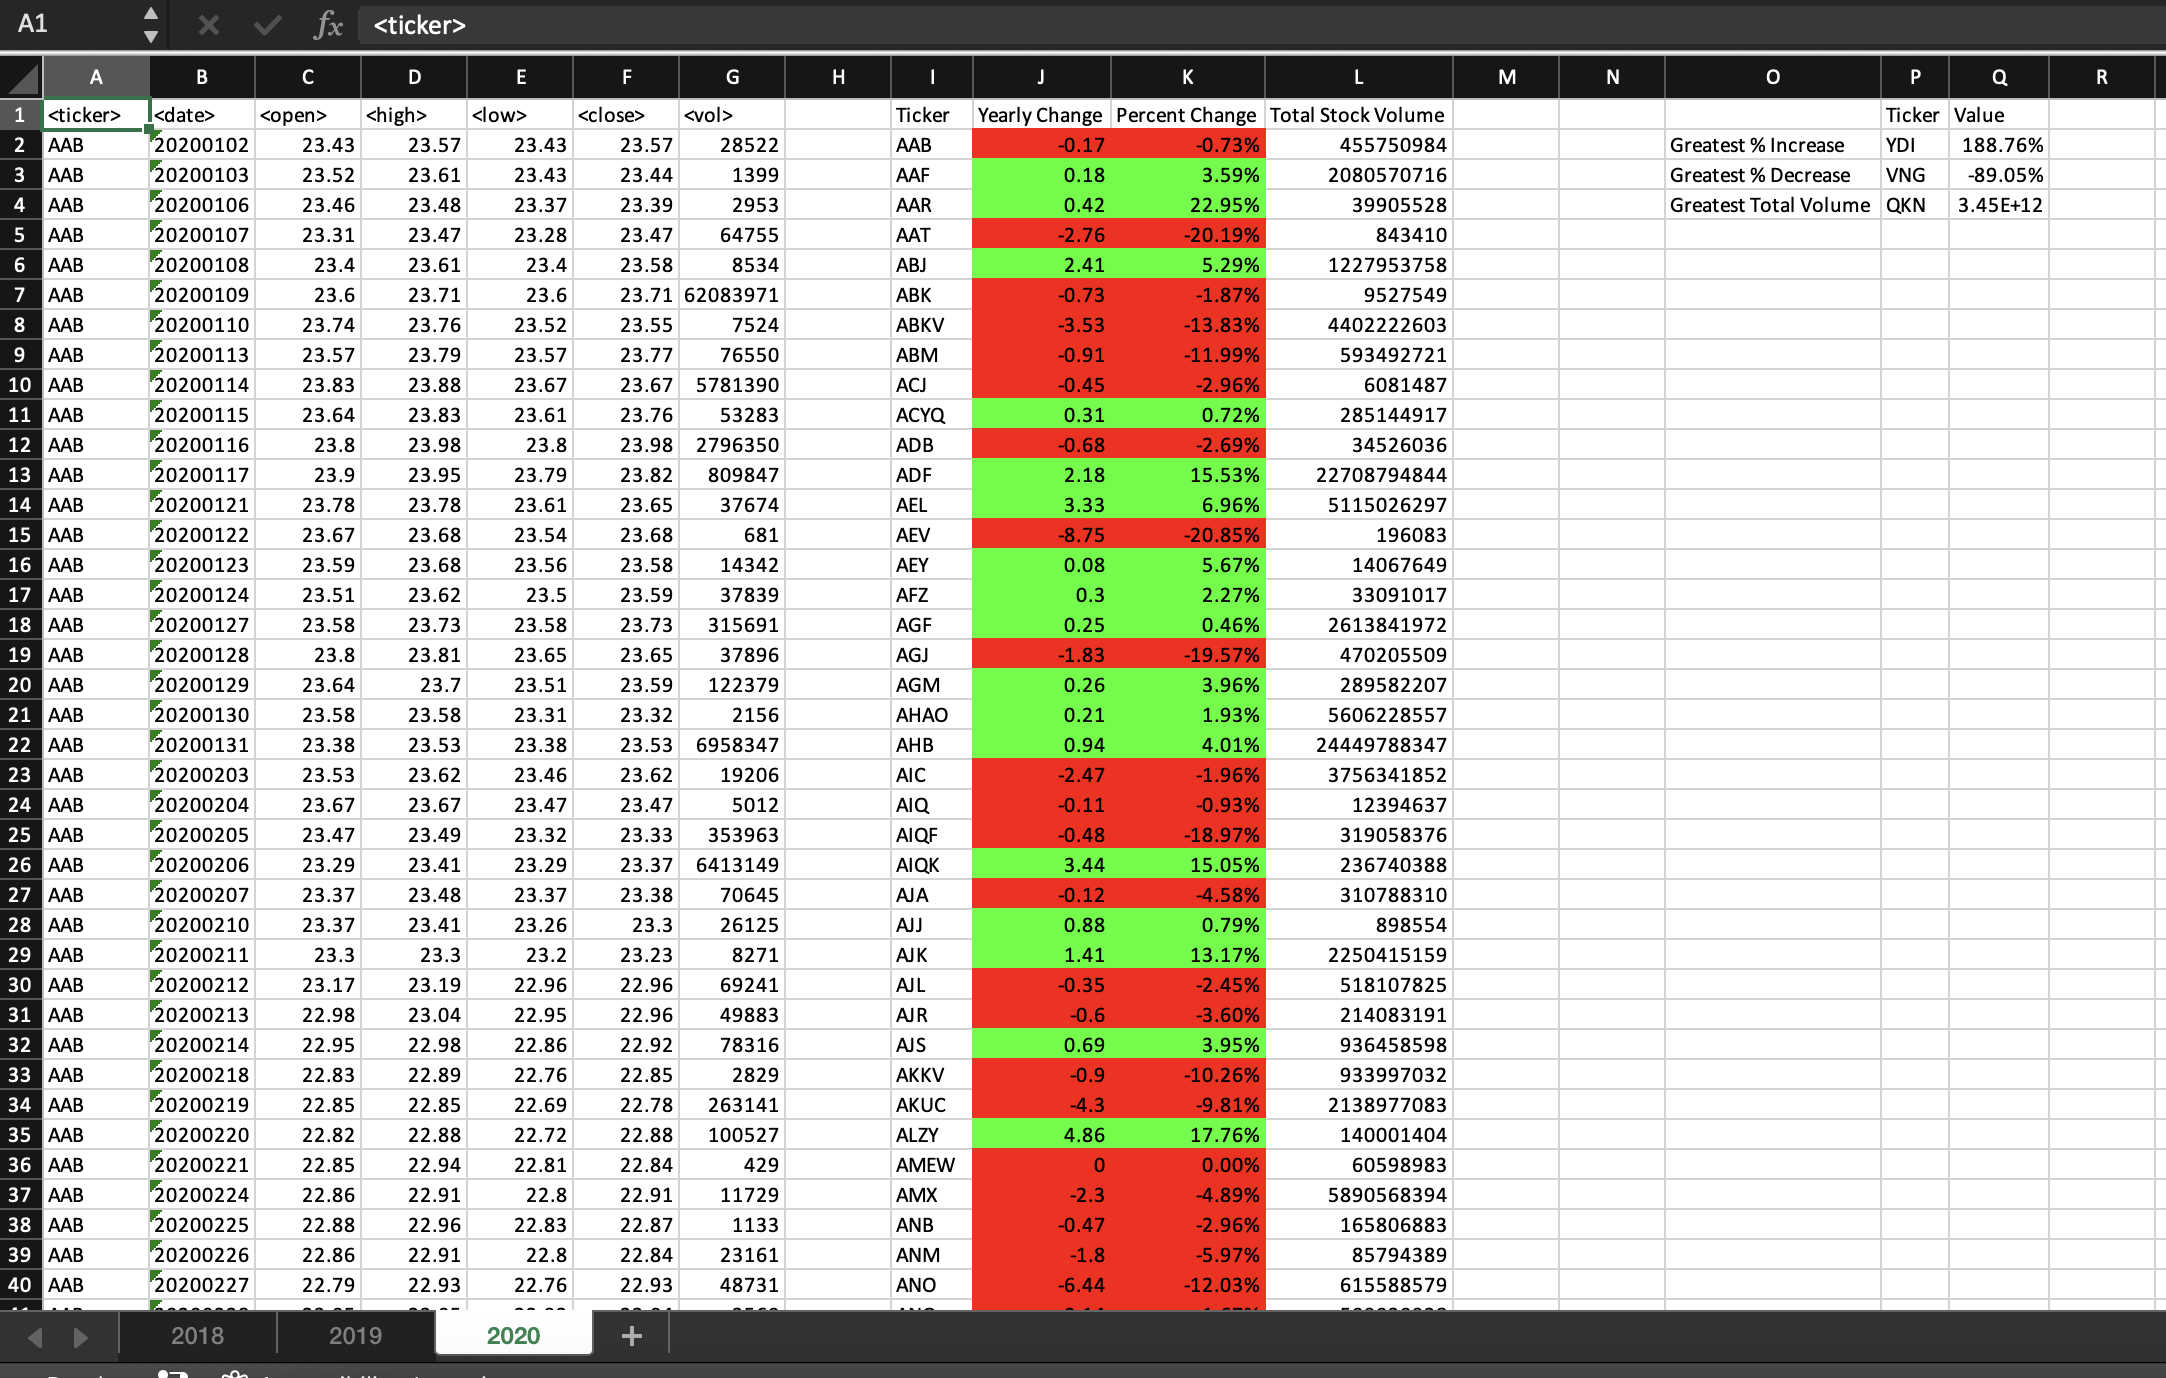 A1 fx <ticker>
A B C D E F G H I J K L M N O P Q R
1 <ticker> <date> <open> <high> <low> <close> <vol> Ticker Yearly Change Percent Change Total Stock Volume Ticker Value
2 AAB 20200102 23.43 23.57 23.43 23.57 28522 AAB -0.17 -0.73% 455750984 Greatest % Increase YDI 188.76%
3 AAB 20200103 23.52 23.61 23.43 23.44 1399 AAF 0.18 3.59% 2080570716 Greatest % Decrease VNG -89.05%
4 AAB 20200106 23.46 23.48 23.37 23.39 2953 AAR 0.42 22.95% 39905528 Greatest Total Volume QKN 3.45E+12
5 AAB 20200107 23.31 23.47 23.28 23.47 64755 AAT -2.76 -20.19% 843410
6 AAB 20200108 23.4 23.61 23.4 23.58 8534 ABJ 2.41 5.29% 1227953758
7 AAB 20200109 23.6 23.71 23.6 23.71 62083971 ABK -0.73 -1.87% 9527549
8 AAB 20200110 23.74 23.76 23.52 23.55 7524 ABKV -3.53 -13.83% 4402222603
9 AAB 20200113 23.57 23.79 23.57 23.77 76550 ABM -0.91 -11.99% 593492721
10 AAB 20200114 23.83 23.88 23.67 23.67 5781390 ACJ -0.45 -2.96% 6081487
11 AAB 20200115 23.64 23.83 23.61 23.76 53283 ACYQ 0.31 0.72% 285144917
12 AAB 20200116 23.8 23.98 23.8 23.98 2796350 ADB -0.68 -2.69% 34526036
13 AAB 20200117 23.9 23.95 23.79 23.82 809847 ADF 2.18 15.53% 22708794844
14 AAB 20200121 23.78 23.78 23.61 23.65 37674 AEL 3.33 6.96% 5115026297
15 AAB 20200122 23.67 23.68 23.54 23.68 681 AEV -8.75 -20.85% 196083
16 AAB 20200123 23.59 23.68 23.56 23.58 14342 AEY 0.08 5.67% 14067649
17 AAB 20200124 23.51 23.62 23.5 23.59 37839 AFZ 0.3 2.27% 33091017
18 AAB 20200127 23.58 23.73 23.58 23.73 315691 AGF 0.25 0.46% 2613841972
19 AAB 20200128 23.8 23.81 23.65 23.65 37896 AGJ -1.83 -19.57% 470205509
20 AAB 20200129 23.64 23.7 23.51 23.59 122379 AGM 0.26 3.96% 289582207
21 AAB 20200130 23.58 23.58 23.31 23.32 2156 AHAO 0.21 1.93% 5606228557
22 AAB 20200131 23.38 23.53 23.38 23.53 6958347 AHB 0.94 4.01% 24449788347
23 AAB 20200203 23.53 23.62 23.46 23.62 19206 AIC -2.47 -1.96% 3756341852
24 AAB 20200204 23.67 23.67 23.47 23.47 5012 AIQ -0.11 -0.93% 12394637
25 AAB 20200205 23.47 23.49 23.32 23.33 353963 AIQF -0.48 -18.97% 319058376
26 AAB 20200206 23.29 23.41 23.29 23.37 6413149 AIQK 3.44 15.05% 236740388
27 AAB 20200207 23.37 23.48 23.37 23.38 70645 AJA -0.12 -4.58% 310788310
28 AAB 20200210 23.37 23.41 23.26 23.3 26125 AJJ 0.88 0.79% 898554
29 AAB 20200211 23.3 23.3 23.2 23.23 8271 AJK 1.41 13.17% 2250415159
30 AAB 20200212 23.17 23.19 22.96 22.96 69241 AJL -0.35 -2.45% 518107825
31 AAB 20200213 22.98 23.04 22.95 22.96 49883 AJR -0.6 -3.60% 214083191
32 AAB 20200214 22.95 22.98 22.86 22.92 78316 AJS 0.69 3.95% 936458598
33 AAB 20200218 22.83 22.89 22.76 22.85 2829 AKKV -0.9 -10.26% 933997032
34 AAB 20200219 22.85 22.85 22.69 22.78 263141 AKUC -4.3 -9.81% 2138977083
35 AAB 20200220 22.82 22.88 22.72 22.88 100527 ALZY 4.86 17.76% 140001404
36 AAB 20200221 22.85 22.94 22.81 22.84 429 AMEW 0 0.00% 60598983
37 AAB 20200224 22.86 22.91 22.8 22.91 11729 AMX -2.3 -4.89% 5890568394
38 AAB 20200225 22.88 22.96 22.83 22.87 1133 ANB -0.47 -2.96% 165806883
39 AAB 20200226 22.86 22.91 22.8 22.84 23161 ANM -1.8 -5.97% 85794389
40 AAB 20200227 22.79 22.93 22.76 22.93 48731 ANO -6.44 -12.03% 615588579
2018 2019 2020 +